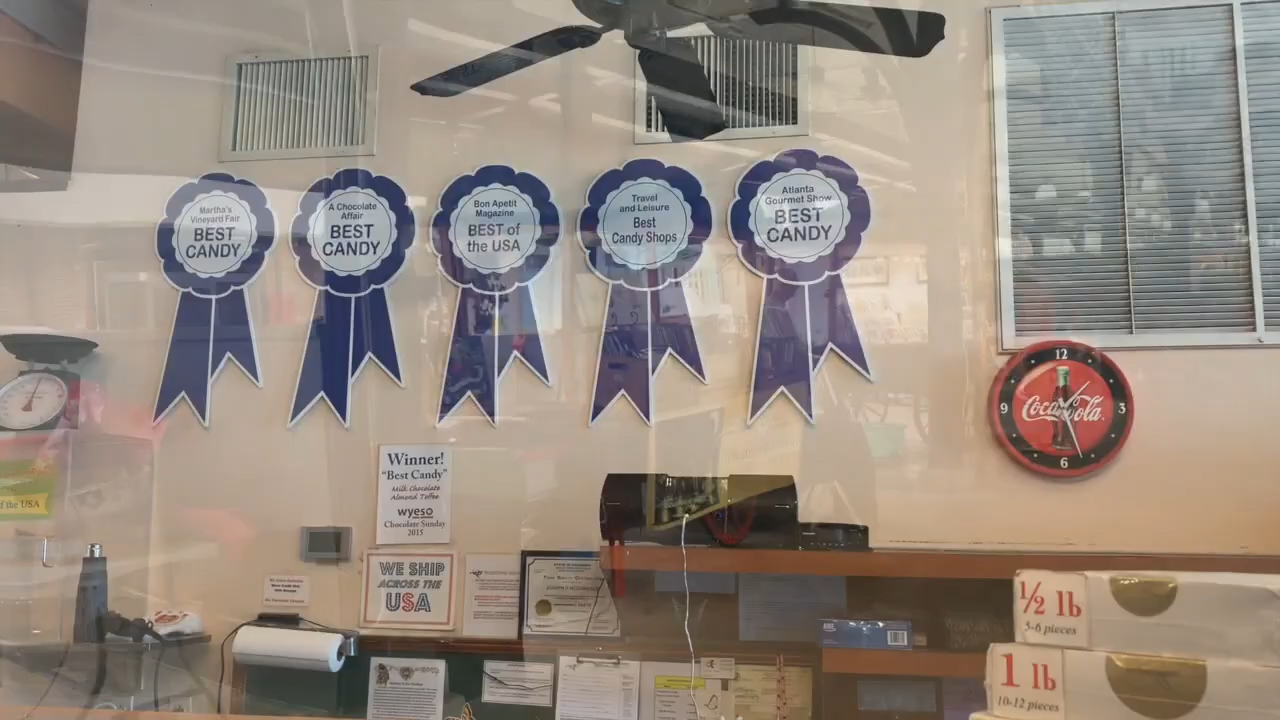 Martha's
Vineyard Fair
BEST
CANDY
A Chocolate
Affair
BEST
CANDY
Bon Apetit
Magazine
BEST of
the USA
Travel
and Leisure
Best
Candy Shops
Atlanta
Gourmet Show
BEST
CANDY
12
Coca-Cola
9
3
6
Winner!
"Best Candy"
Milk Chocolate
Almond Toffee
wyeso
Chocolate Sunday
2015
of the USA
WE SHIP
ACROSS THE
USA
1/2 lb
5-6 pieces
1 lb
10-12 pieces